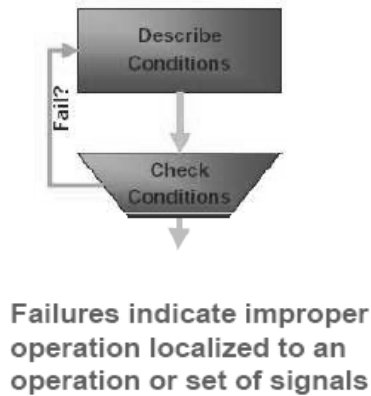 Describe
Conditions
Fail?
Check
Conditions
Failures indicate improper
operation localized to an
operation or set of signals